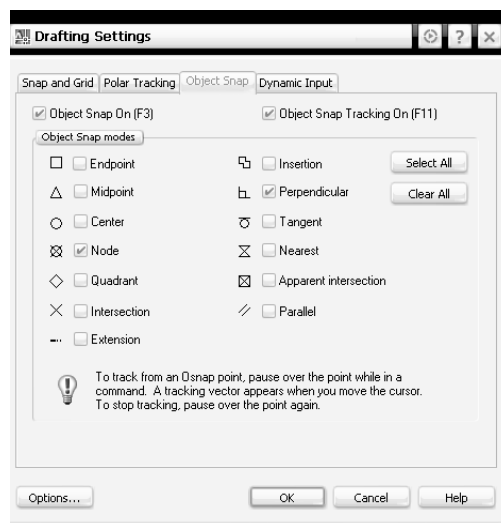 Drafting Settings
?
Snap and Grid Polar Tracking Object Snap Dynamic Input
Object Snap On (F3) Object Snap Tracking On (F11)
Object Snap modes
Endpoint Insertion Select All
Midpoint Perpendicular Clear All
Center Tangent
Node Nearest
Quadrant Apparent intersection
Intersection Parallel
Extension
To track from an Osnap point, pause over the point while in a
command. A tracking vector appears when you move the cursor.
To stop tracking, pause over the point again.
Options... OK Cancel Help